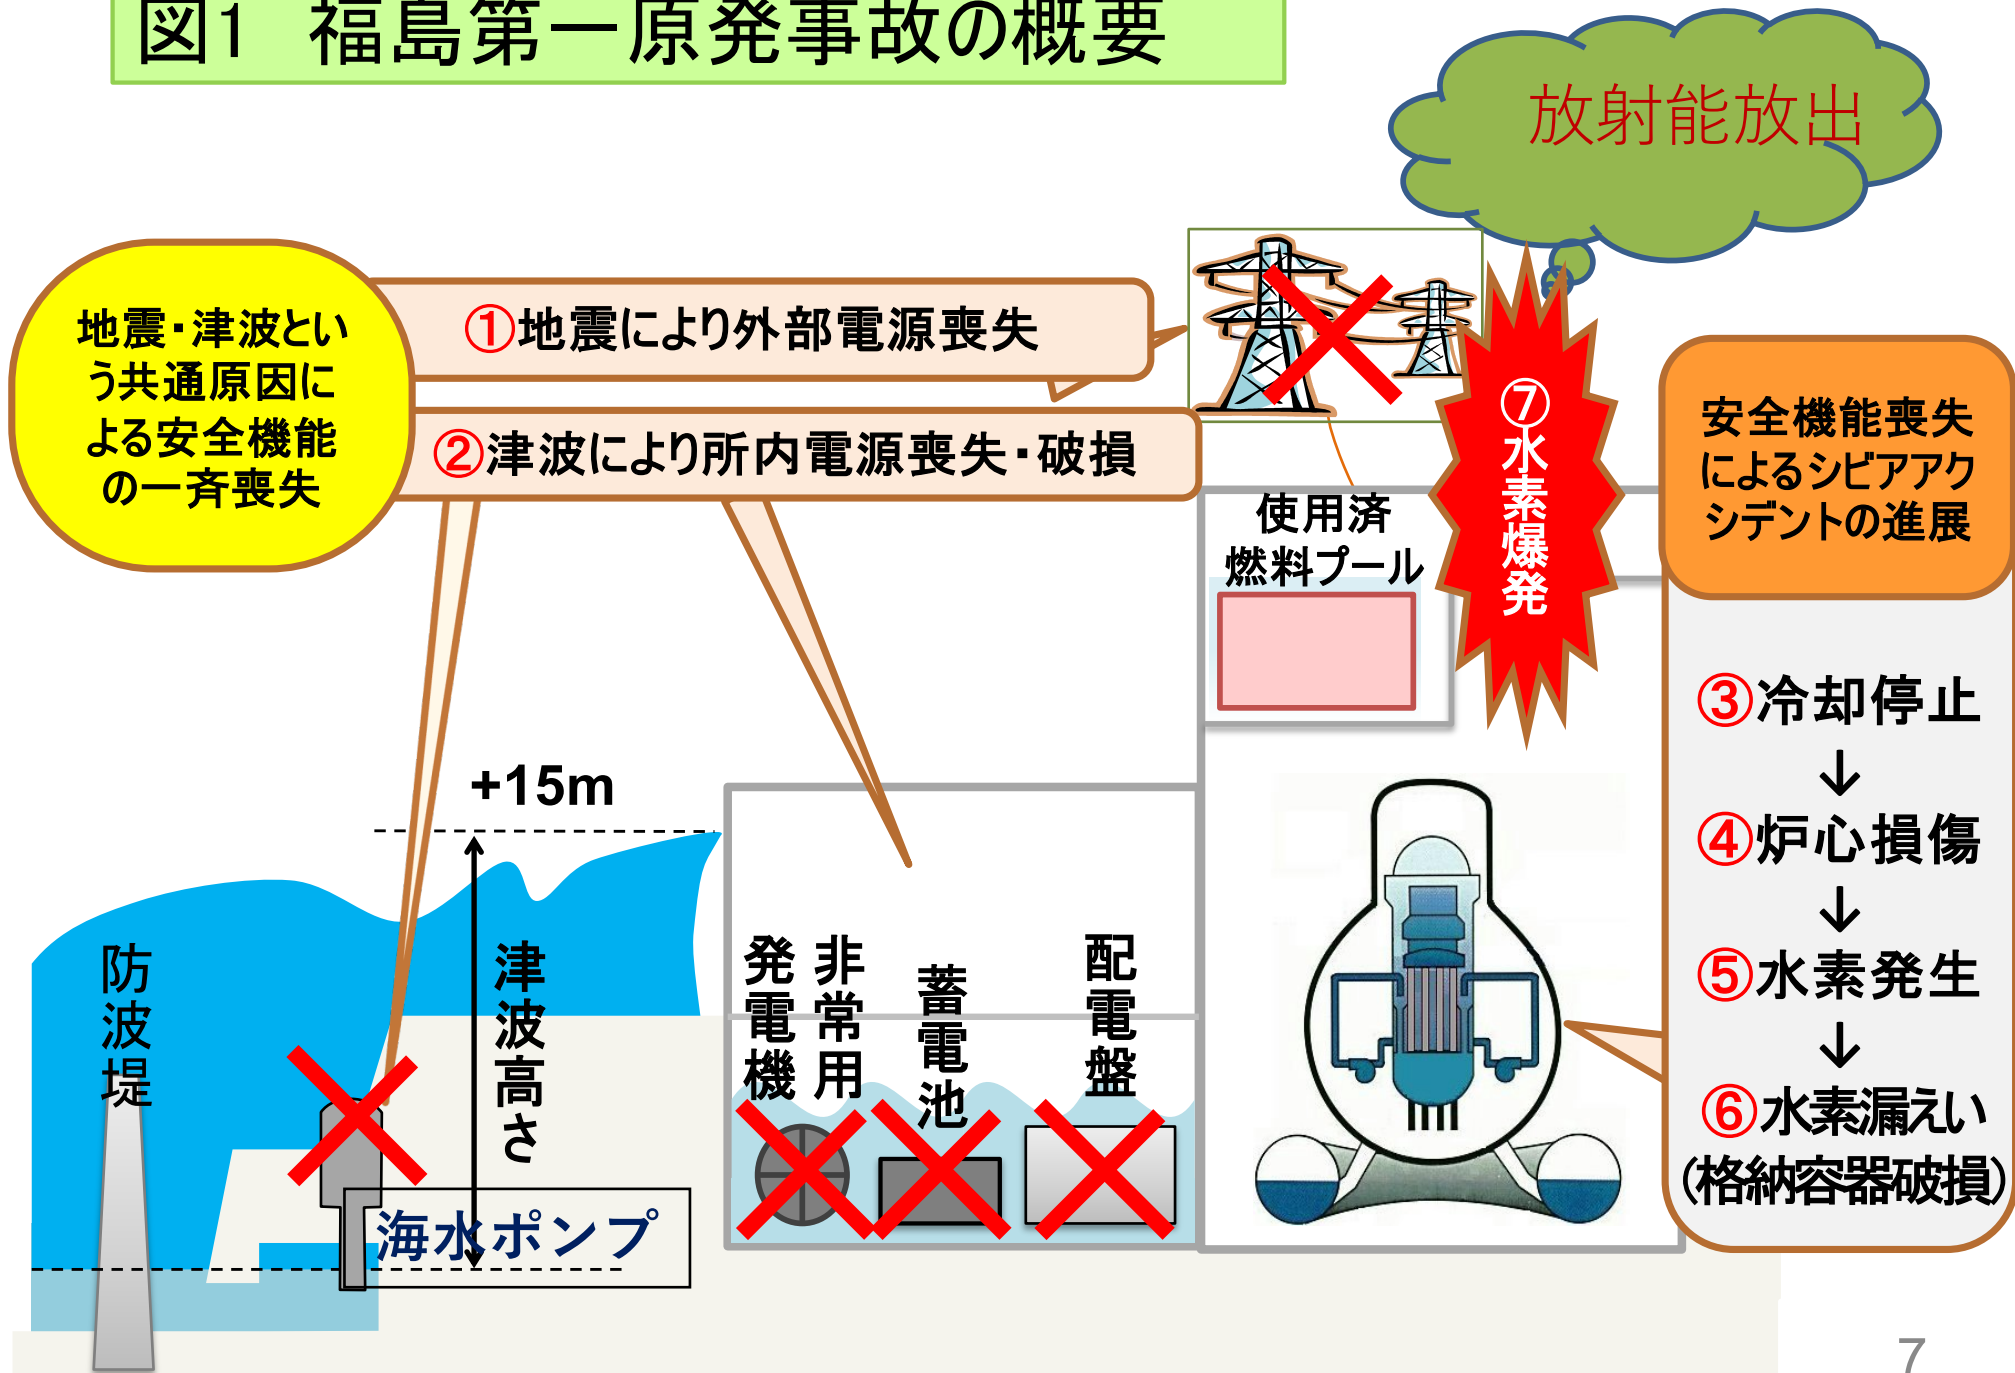 図1　福島第一原発事故の概要
放射能放出
地震・津波とい
う共通原因に
よる安全機能
の一斉喪失
①地震により外部電源喪失
②津波により所内電源喪失・破損
⑦水素爆発
安全機能喪失
によるシビアアク
シデントの進展
使用済
燃料プール
③冷却停止
↓
④炉心損傷
↓
⑤水素発生
↓
⑥水素漏えい
(格納容器破損)
+15m
防波堤
津波高さ
海水ポンプ
非常用
発電機
蓄電池
配電盤
7